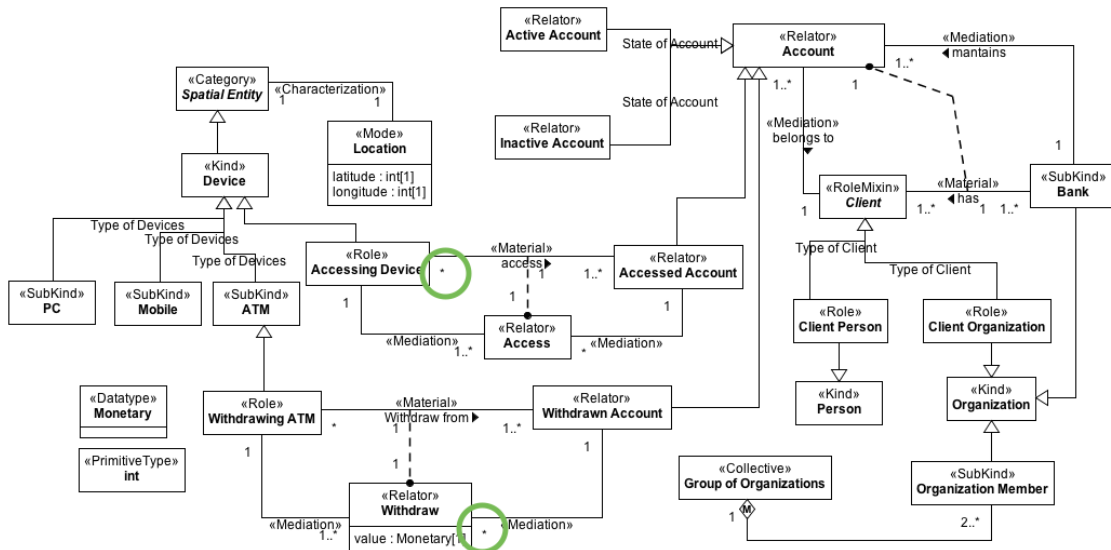 «Relator»
Active Account
State of Account
«Relator»
Account
«Mediation»
◀ mantains
1..*
1..*
1
«Category»
Spatial Entity
«Characterization»
1
1
State of Account
«Mode»
Location
latitude : int[1]
longitude : int[1]
«Relator»
Inactive Account
«Mediation»
belongs to
1
«Kind»
Device
«RoleMixin»
Client
«Material»
◀ has
1..*
1
1..*
1
«SubKind»
Bank
Type of Devices
Type of Devices
Type of Devices
«Role»
Accessing Device
*
«Material»
access ▶
1
1..*
«Relator»
Accessed Account
Type of Client
Type of Client
«SubKind»
PC
«SubKind»
Mobile
«SubKind»
ATM
1
1
1
«Relator»
Access
«Mediation»
1..*
*
«Mediation»
«Role»
Client Person
«Role»
Client Organization
«Datatype»
Monetary
«Role»
Withdrawing ATM
*
«Material»
Withdraw from ▶
1
1..*
«Relator»
Withdrawn Account
«Kind»
Person
«Kind»
Organization
1
1
1
«PrimitiveType»
int
«Collective»
Group of Organizations
M
1
«SubKind»
Organization Member
2..*
«Relator»
Withdraw
value : Monetary[1]
«Mediation»
1..*
*
«Mediation»